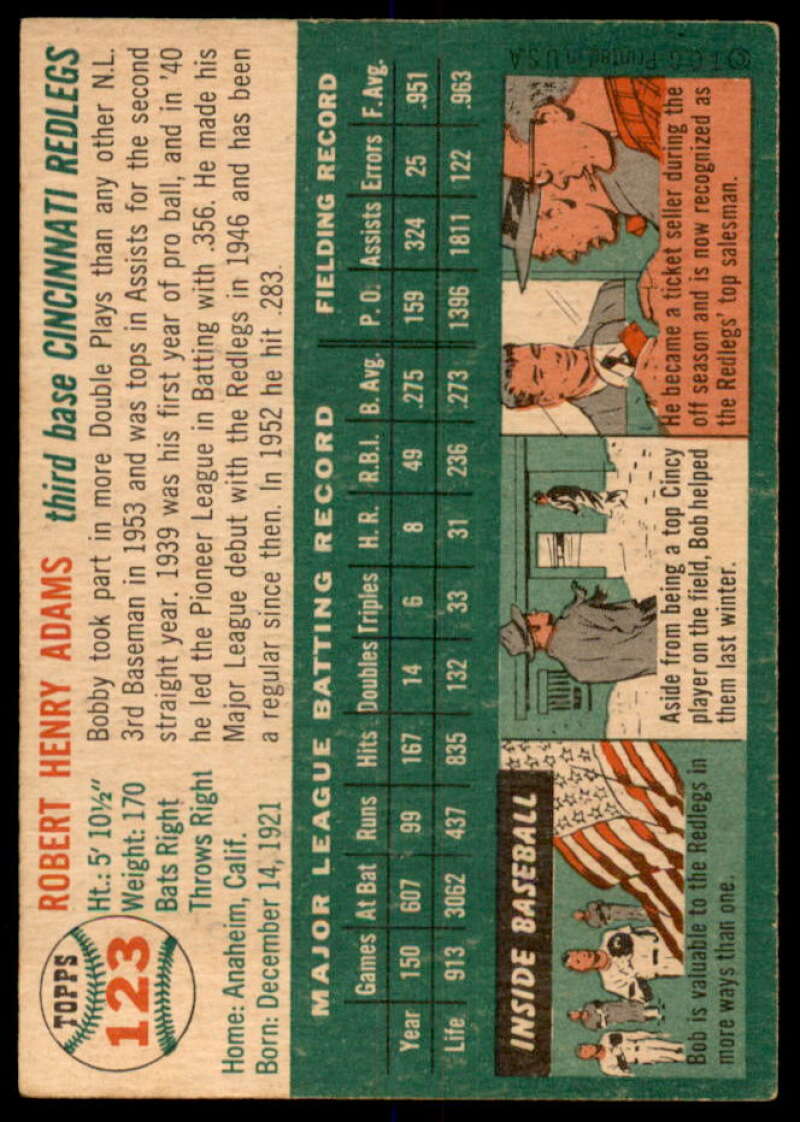 TOPPS
123
ROBERT HENRY ADAMS third base CINCINNATI REDLEGS
Ht.: 5' 10½"
Weight: 170
Bats Right
Throws Right
Home: Anaheim, Calif.
Born: December 14, 1921
Bobby took part in more Double Plays than any other N.L.
3rd Baseman in 1953 and was tops in Assists for the second
straight year. 1939 was his first year of pro ball, and in '40
he led the Pioneer League in Batting with .356. He made his
Major League debut with the Redlegs in 1946 and has been
a regular since then. In 1952 he hit .283.
MAJOR LEAGUE BATTING RECORD FIELDING RECORD
Games At Bat Runs Hits Doubles Triples H. R. R.B.I. B. Avg. P. O. Assists Errors F. Avg.
Year 150 607 99 167 14 6 8 49 .275 159 324 25 .951
Life 913 3062 437 835 132 33 31 236 .273 1396 1811 122 .963
INSIDE BASEBALL
Bob is valuable to the Redlegs in
more ways than one.
Aside from being a top Cincy
player on the field, Bob helped
them last winter.
He became a ticket seller during the
off season and is now recognized as
the Redlegs' top salesman.
© T.C.G. Printed in USA